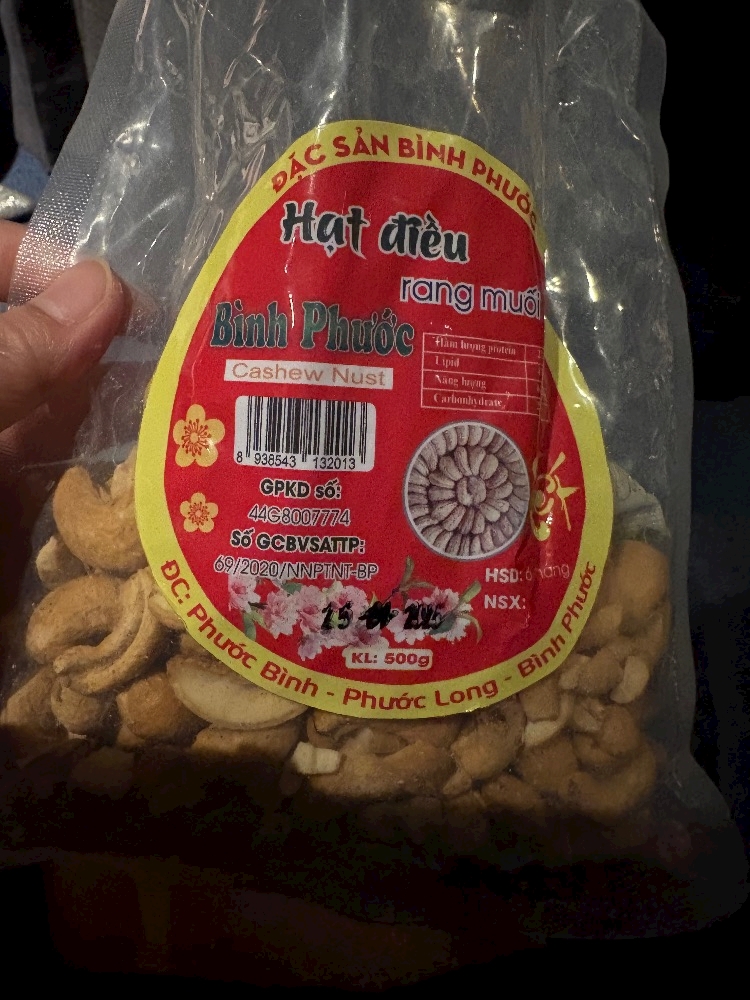 ĐẶC SẢN BÌNH PHƯỚC
Hạt điều
rang muối
Bình Phước
Cashew Nust
Hàm lượng protein
Lipid
Năng lượng
Carbonhydrate
8 938543 132013
GPKD số:
44G8007774
Số GCBVSATTP:
69/2020/NNPTNT-BP
HSD: 6 tháng
NSX:
KL: 500g
ĐC: Phước Bình - Phước Long - Bình Phước